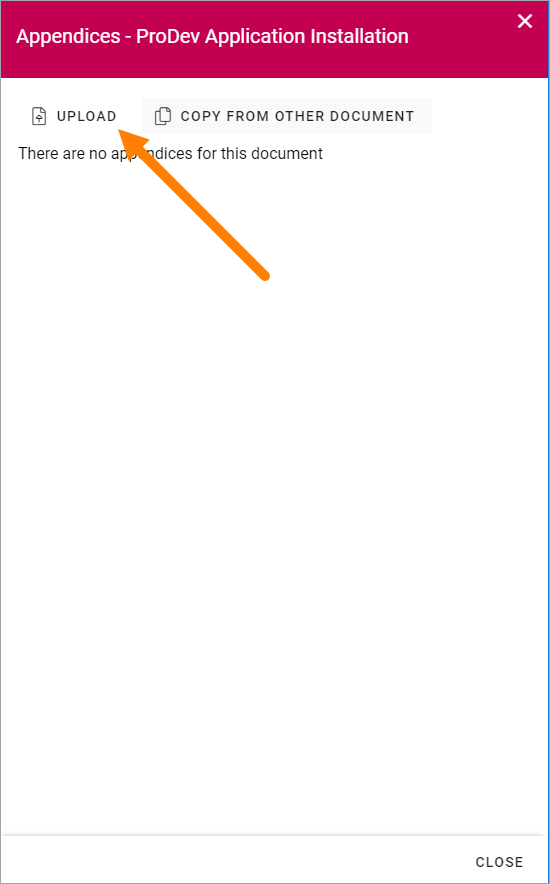 Appendices - ProDev Application Installation
UPLOAD COPY FROM OTHER DOCUMENT
There are no appendices for this document
CLOSE